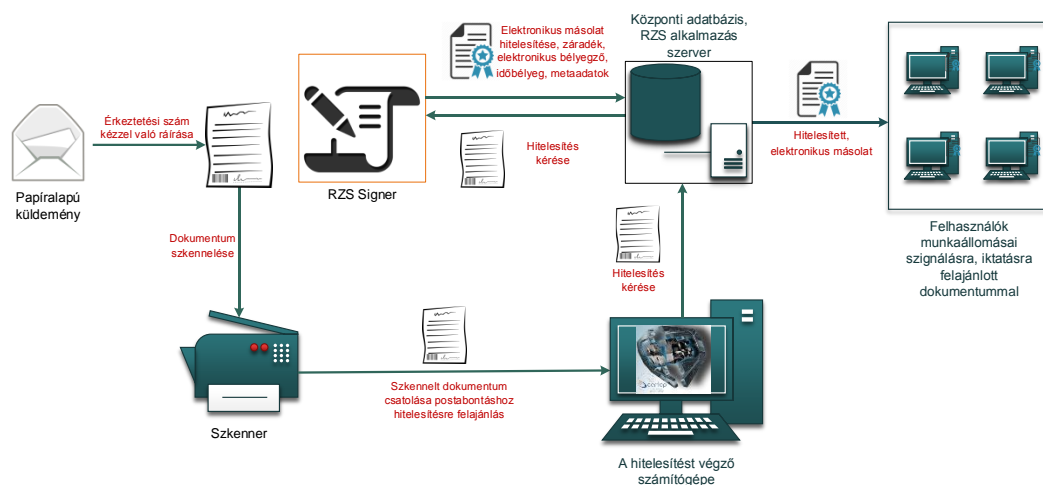 Elektronikus másolat
hitelesítése, záradék,
elektronikus bélyegző,
időbélyeg, metaadatok
Központi adatbázis,
RZS alkalmazás
szerver
Érkeztetési szám
kézzel való ráírása
Hitelesítés
kérése
Hitelesített,
elektronikus másolat
Papíralapú
küldemény
RZS Signer
Dokumentum
szkennelése
Hitelesítés
kérése
Felhasználók
munkaállomásai
szignálásra, iktatásra
felajánlott
dokumentummal
Szkennelt dokumentum
csatolása postabontáshoz
hitelesítésre felajánlás
Szkenner
A hitelesítést végző
számítógépe